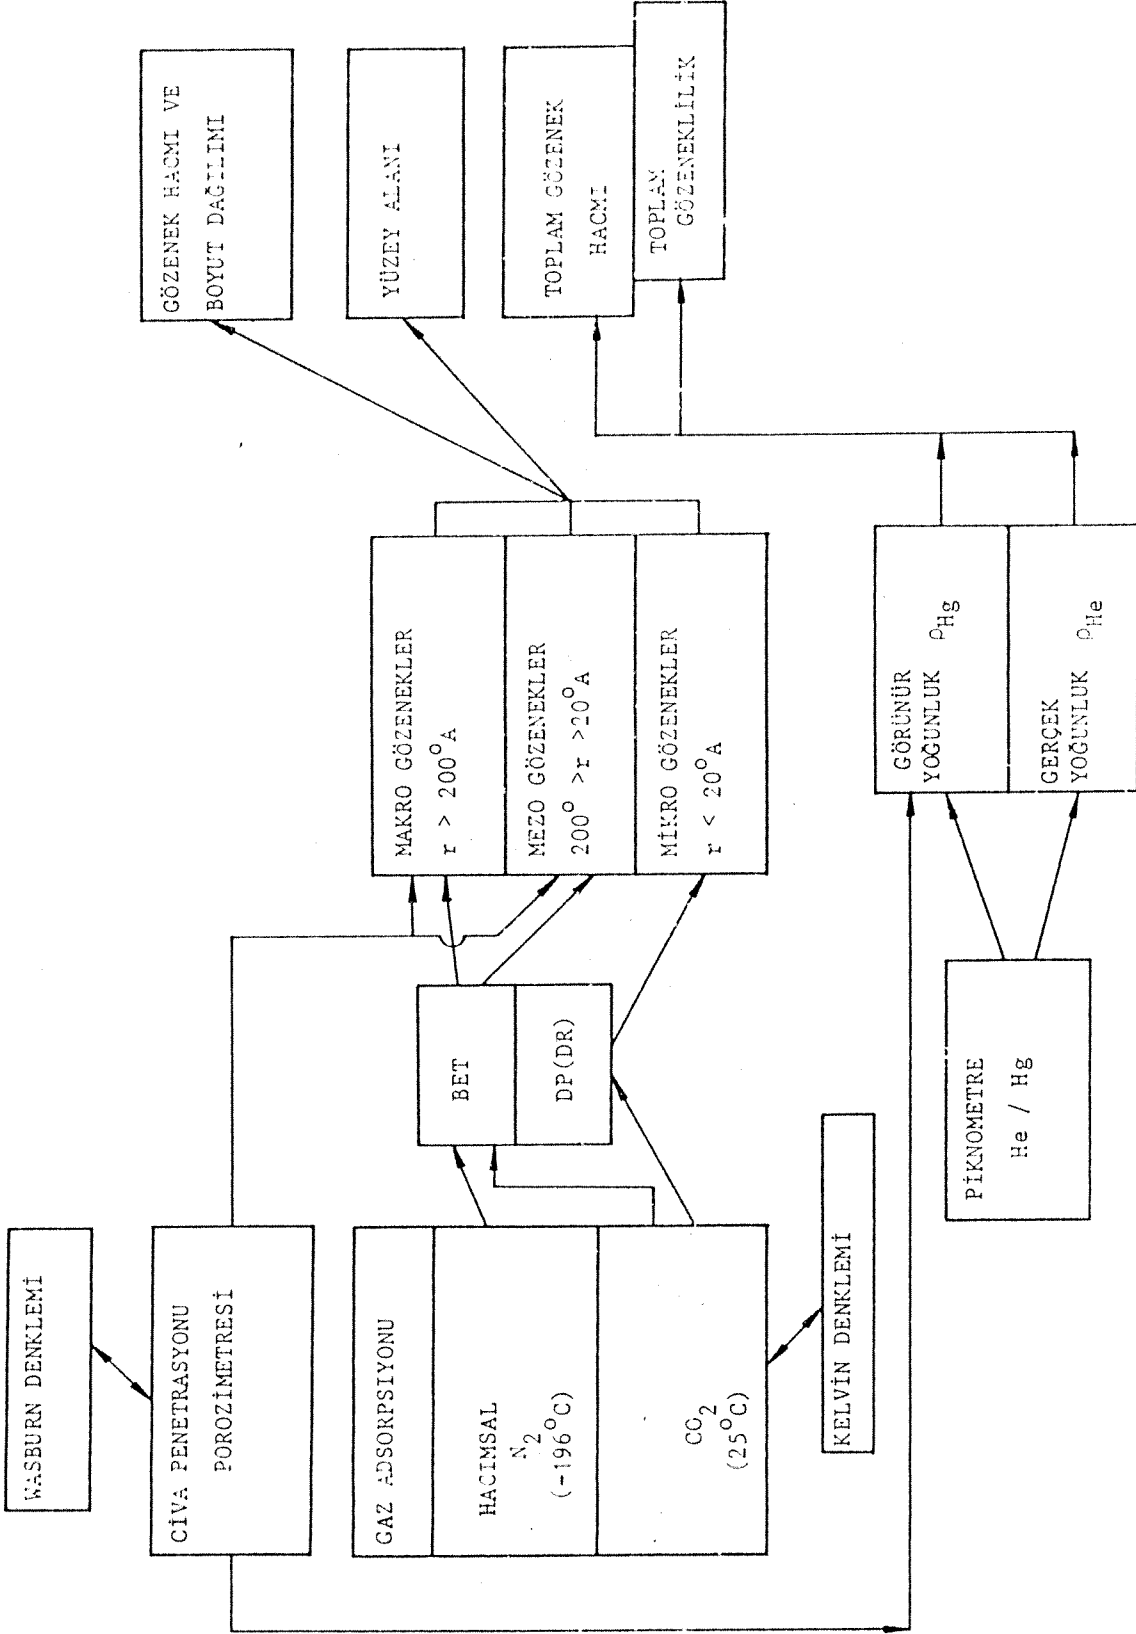 WASBURN DENKLEMİ
CİVA PENETRASYONU
POROZİMETRESİ
GAZ ADSORPSIYONU
HACIMSAL
N2
(-196°C)
CO2
(25°C)
KELVİN DENKLEMİ
BET
DP(DR)
PİKNOMETRE
He / Hg
MAKRO GÖZENEKLER
r > 200°A
MEZO GÖZENEKLER
200° >r >20°A
MİKRO GÖZENEKLER
r < 20°A
GÖRÜNÜR
YOĞUNLUK ρHg
GERÇEK
YOĞUNLUK ρHe
GÖZENEK HACMI VE
BOYUT DAĞILIMI
YÜZEY ALANI
TOPLAM GÖZENEK
HACMI
TOPLAM
GÖZENEKLİLİK